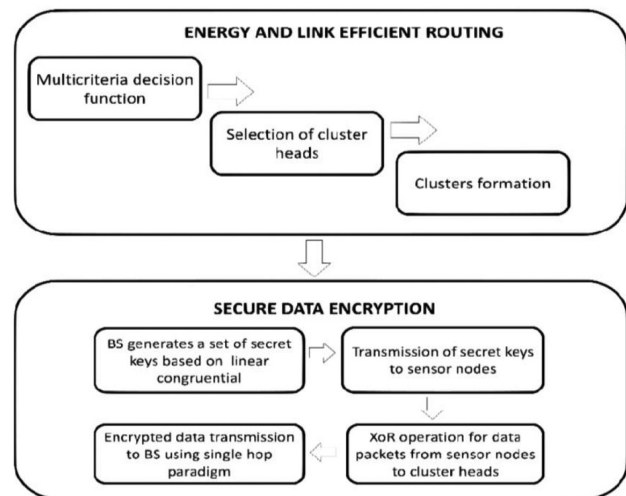 ENERGY AND LINK EFFICIENT ROUTING
Multicriteria decision
function
Selection of cluster
heads
Clusters formation
SECURE DATA ENCRYPTION
BS generates a set of secret
keys based on linear
congruential
Transmission of secret keys
to sensor nodes
XoR operation for data
packets from sensor nodes
to cluster heads
Encrypted data transmission
to BS using single hop
paradigm